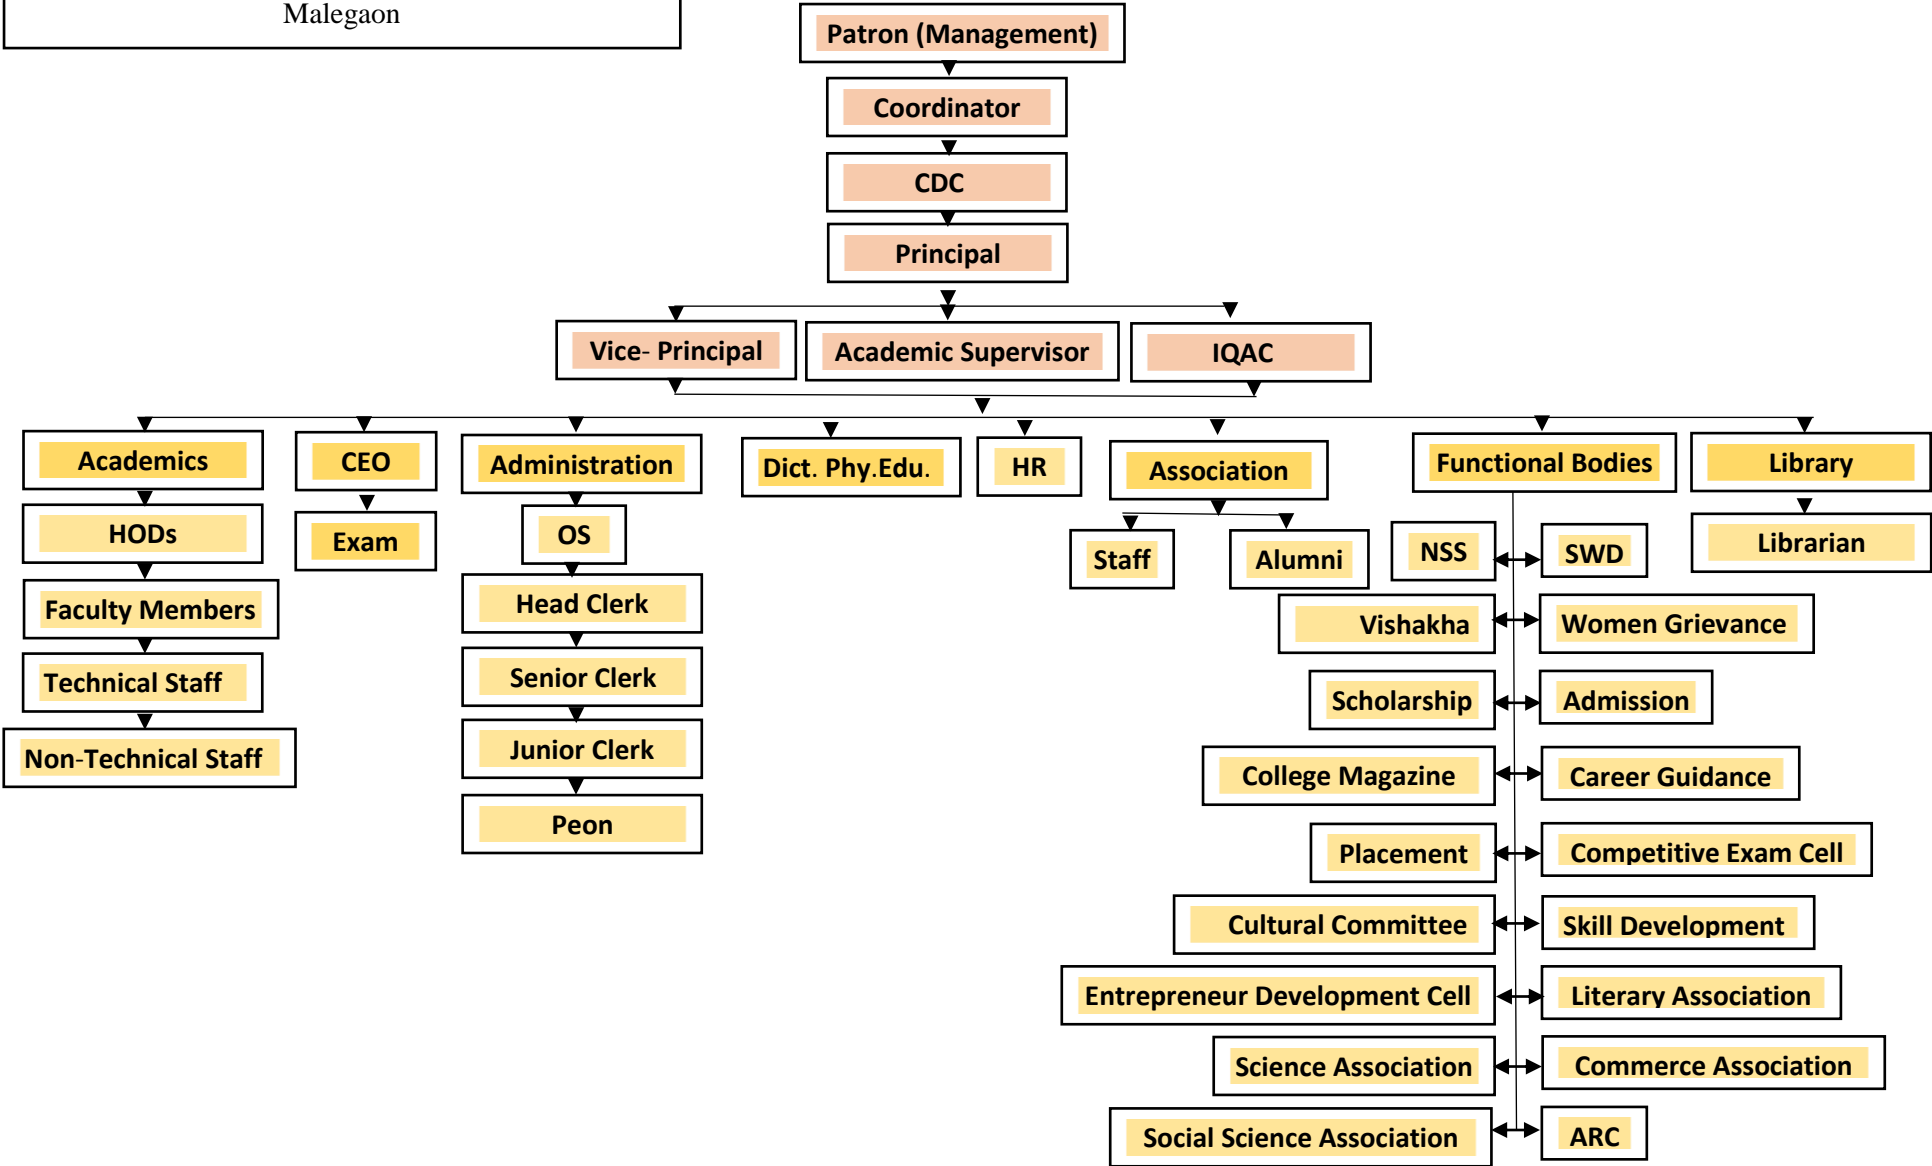 Malegaon
Patron (Management)
Coordinator
CDC
Principal
Vice- Principal
Academic Supervisor
IQAC
Academics
CEO
Administration
Dict. Phy.Edu.
HR
Association
Functional Bodies
Library
HODs
Exam
OS
Staff
Alumni
NSS
SWD
Librarian
Faculty Members
Head Clerk
Vishakha
Women Grievance
Technical Staff
Senior Clerk
Scholarship
Admission
Non-Technical Staff
Junior Clerk
College Magazine
Career Guidance
Peon
Placement
Competitive Exam Cell
Cultural Committee
Skill Development
Entrepreneur Development Cell
Literary Association
Science Association
Commerce Association
Social Science Association
ARC